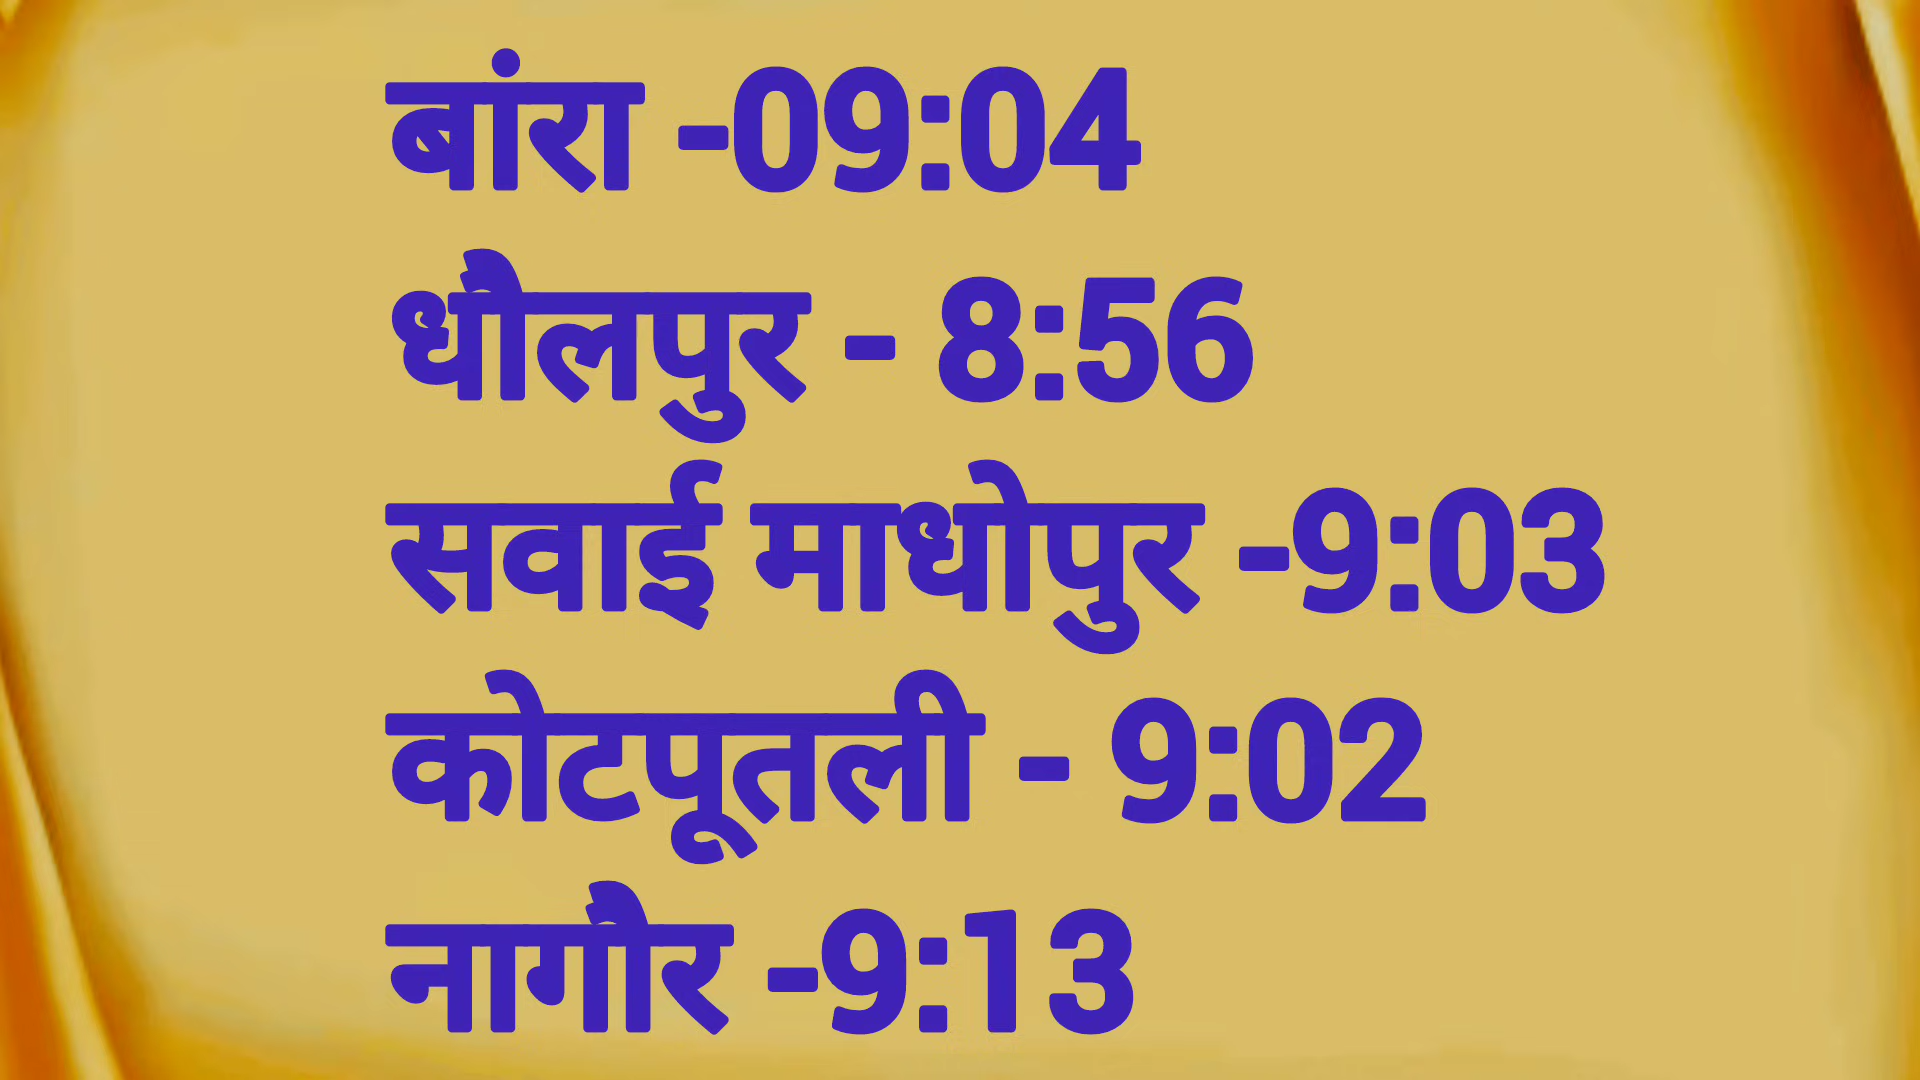 बांरा -09:04
धौलपुर - 8:56
सवाई माधोपुर -9:03
कोटपूतली - 9:02
नागौर -9:13